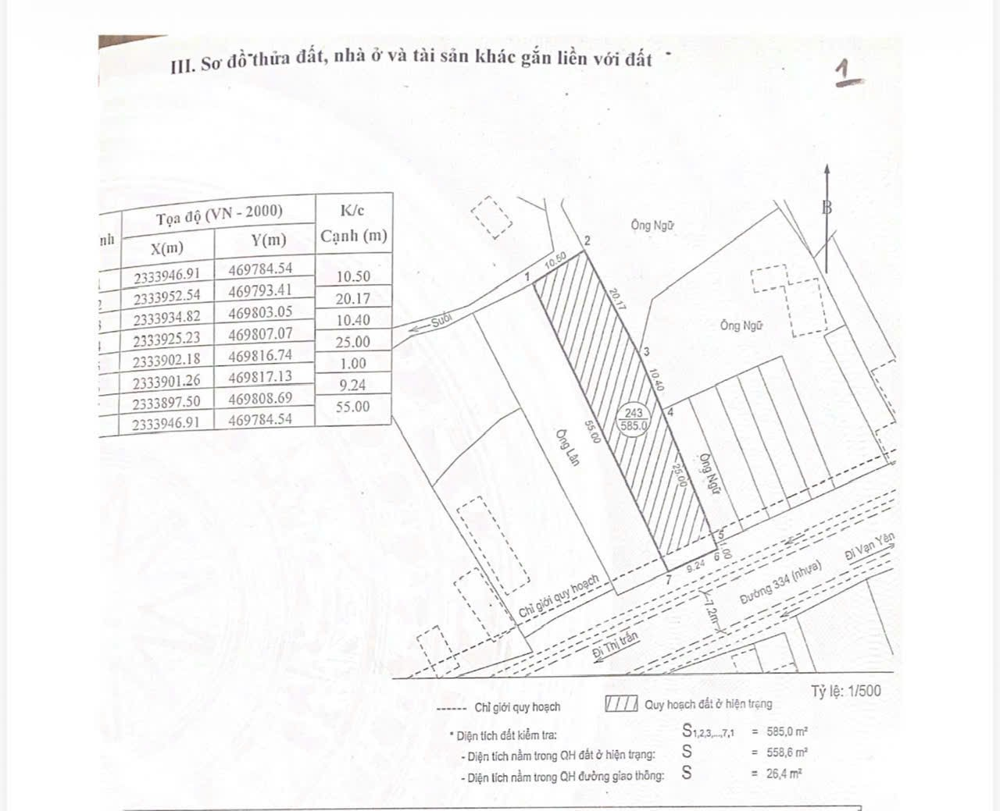 III. Sơ đồ thửa đất, nhà ở và tài sản khác gắn liền với đất
1
nh Tọa độ (VN - 2000) K/c
X(m) Y(m) Cạnh (m)
1 2333946.91 469784.54
10.50
2 2333952.54 469793.41
20.17
3 2333934.82 469803.05
10.40
4 2333925.23 469807.07
25.00
2333902.18 469816.74
1.00
2333901.26 469817.13
9.24
2333897.50 469808.69
55.00
2333946.91 469784.54
B
Ông Ngữ
2
10.50
1
20.17
Suối
Ông Ngữ
3
10.40
4
243
585.0
55.00
Ông Lân
25.00
Ông Ngữ
5
1.00
6
9.24
7
Chỉ giới quy hoạch
Đi Vạn Yên
Đường 334 (nhựa)
7.2m
Đi Thị trấn
Tỷ lệ: 1/500
Chỉ giới quy hoạch
Quy hoạch đất ở hiện trạng
* Diện tích đất kiểm tra: S1,2,3,...,7,1 = 585,0 m²
- Diện tích nằm trong QH đất ở hiện trạng: S = 558,6 m²
- Diện tích nằm trong QH đường giao thông: S = 26,4 m²